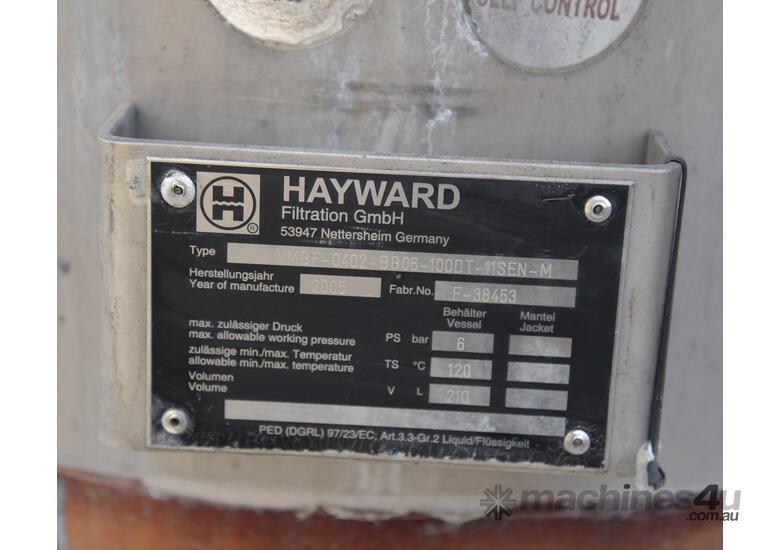 SELF CONTROL
H
®
HAYWARD
Filtration GmbH
53947 Nettersheim Germany
Type VMBF-0402-BB06-100DT-11SEN-M
Herstellungsjahr
Year of manufacture 2005 Fabr.No. F-38453
Behälter Mantel
Vessel Jacket
max. zulässiger Druck
max. allowable working pressure PS bar 6
zulässige min./max. Temperatur
allowable min./max. temperature TS °C 120
Volumen
Volume V L 210
PED (DGRL) 97/23/EC; Art.3.3-Gr.2 Liquid/Flüssigkeit
machines4u
.com.au